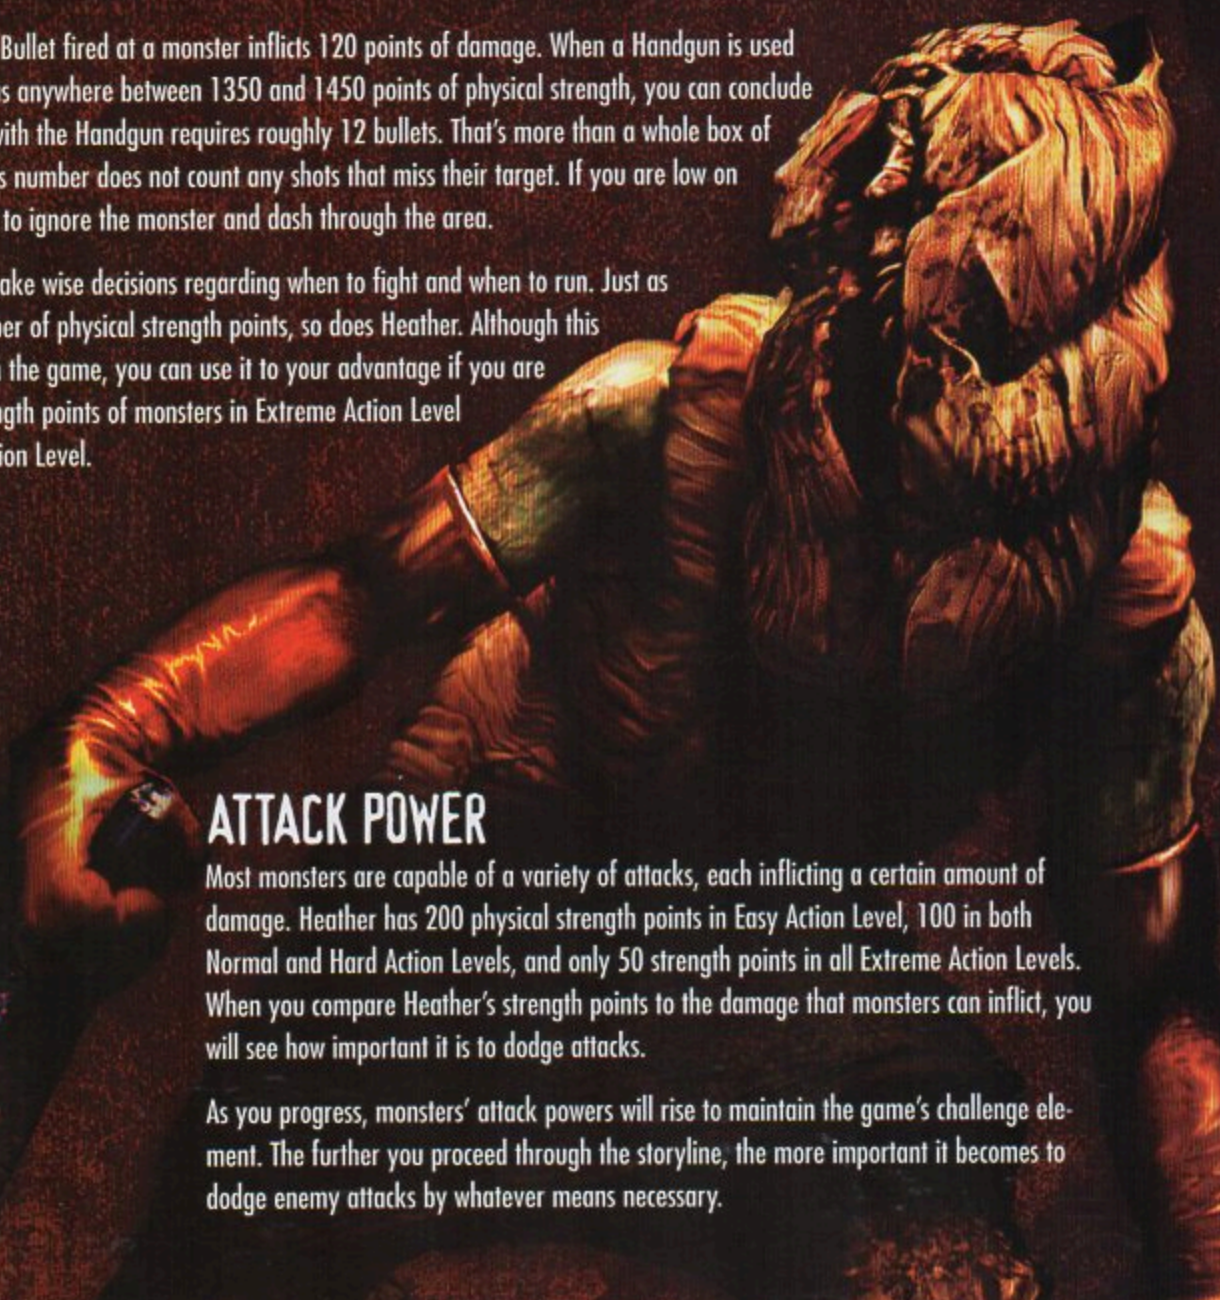 Bullet fired at a monster inflicts 120 points of damage. When a Handgun is used
s anywhere between 1350 and 1450 points of physical strength, you can conclude
with the Handgun requires roughly 12 bullets. That's more than a whole box of
s number does not count any shots that miss their target. If you are low on
to ignore the monster and dash through the area.
ake wise decisions regarding when to fight and when to run. Just as
er of physical strength points, so does Heather. Although this
the game, you can use it to your advantage if you are
gth points of monsters in Extreme Action Level
ion Level.
ATTACK POWER
Most monsters are capable of a variety of attacks, each inflicting a certain amount of
damage. Heather has 200 physical strength points in Easy Action Level, 100 in both
Normal and Hard Action Levels, and only 50 strength points in all Extreme Action Levels.
When you compare Heather's strength points to the damage that monsters can inflict, you
will see how important it is to dodge attacks.
As you progress, monsters' attack powers will rise to maintain the game's challenge ele-
ment. The further you proceed through the storyline, the more important it becomes to
dodge enemy attacks by whatever means necessary.